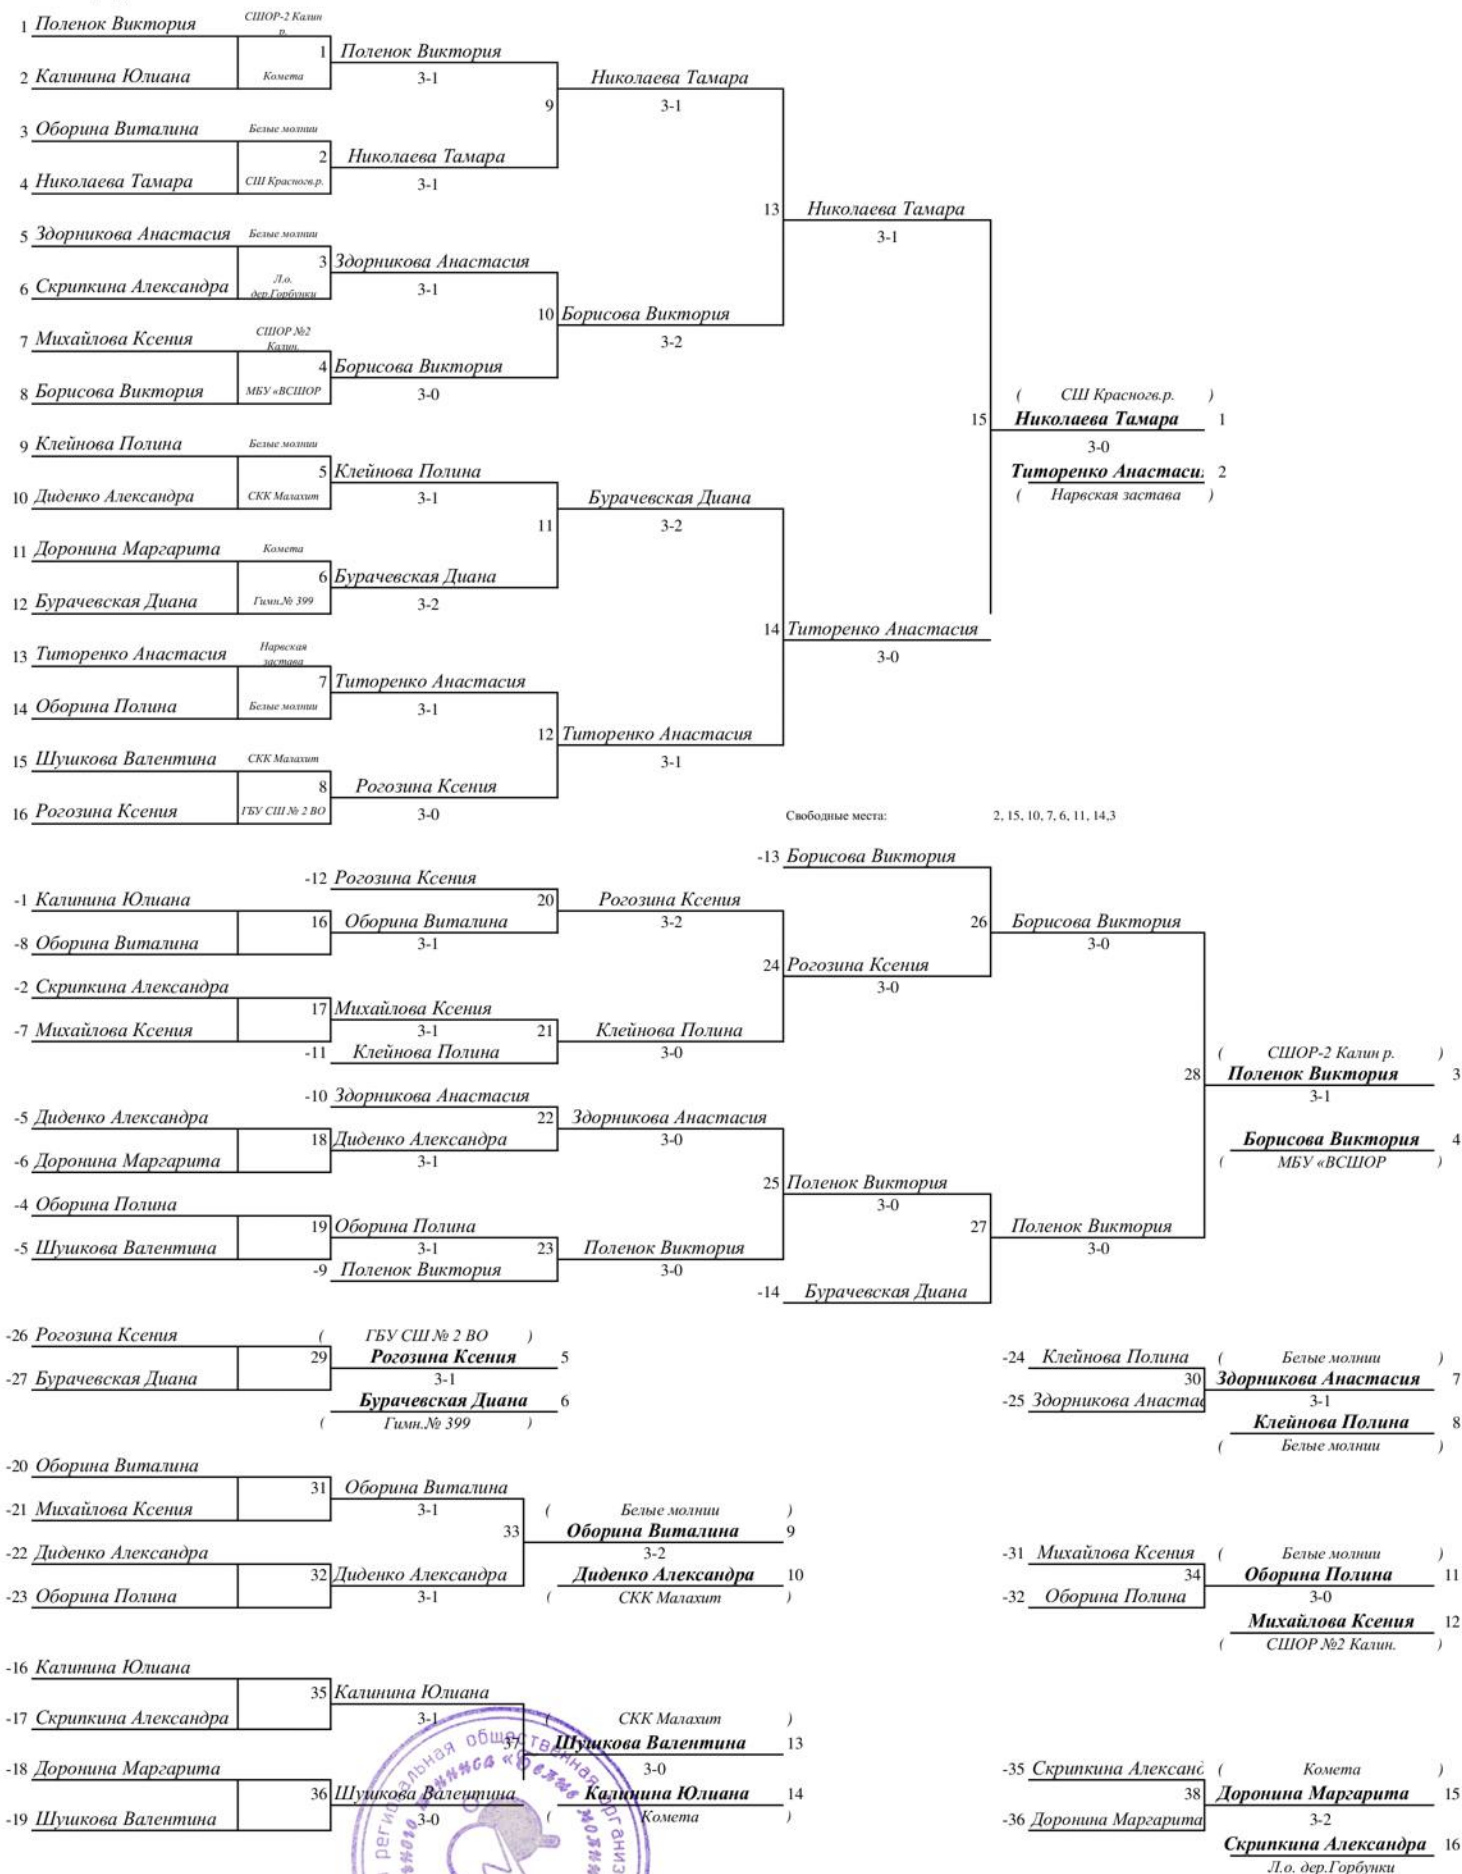 СШОР-2 Калин р.
1 Поленок Виктория
1 Поленок Виктория
2 Калинина Юлиана Комета 3-1 Николаева Тамара
9 3-1
3 Оборина Виталина Белые молнии
2 Николаева Тамара
4 Николаева Тамара СШ Красногв.р. 3-1
13 Николаева Тамара
5 Здорникова Анастасия Белые молнии 3-1
3 Здорникова Анастасия
6 Скрипкина Александра Л.о. дер.Горбунки 3-1
10 Борисова Виктория
7 Михайлова Ксения СШОР №2 Калин. 3-2
4 Борисова Виктория
8 Борисова Виктория МБУ «ВСШОР 3-0
( СШ Красногв.р. )
15 Николаева Тамара 1
9 Клейнова Полина Белые молнии 3-0
5 Клейнова Полина Титоренко Анастаси 2
10 Диденко Александра СКК Малахит 3-1 Бурачевская Диана ( Нарвская застава )
11 3-2
11 Доронина Маргарита Комета
6 Бурачевская Диана
12 Бурачевская Диана Гимн.№ 399 3-2
14 Титоренко Анастасия
13 Титоренко Анастасия Нарвская застава 3-0
7 Титоренко Анастасия
14 Оборина Полина Белые молнии 3-1
12 Титоренко Анастасия
15 Шушкова Валентина СКК Малахит 3-1
8 Рогозина Ксения
16 Рогозина Ксения ГБУ СШ № 2 ВО 3-0
Свободные места: 2, 15, 10, 7, 6, 11, 14,3
-13 Борисова Виктория
-12 Рогозина Ксения
-1 Калинина Юлиана 20 Рогозина Ксения
16 Оборина Виталина 3-2 26 Борисова Виктория
-8 Оборина Виталина 3-1 3-0
24 Рогозина Ксения
-2 Скрипкина Александра 3-0
17 Михайлова Ксения
-7 Михайлова Ксения 3-1 21 Клейнова Полина
-11 Клейнова Полина 3-0 ( СШОР-2 Калин р. )
28 Поленок Виктория 3
-10 Здорникова Анастасия 3-1
-5 Диденко Александра 22 Здорникова Анастасия
18 Диденко Александра 3-0 Борисова Виктория 4
-6 Доронина Маргарита 3-1 ( МБУ «ВСШОР )
25 Поленок Виктория
-4 Оборина Полина 3-0
19 Оборина Полина 27 Поленок Виктория
-5 Шушкова Валентина 3-1 23 Поленок Виктория 3-0
-9 Поленок Виктория 3-0
-14 Бурачевская Диана
-26 Рогозина Ксения ( ГБУ СШ № 2 ВО )
29 Рогозина Ксения 5 -24 Клейнова Полина ( Белые молнии )
-27 Бурачевская Диана 3-1 30 Здорникова Анастасия 7
Бурачевская Диана 6 -25 Здорникова Анастас 3-1
( Гимн.№ 399 ) Клейнова Полина 8
( Белые молнии )
-20 Оборина Виталина
31 Оборина Виталина
-21 Михайлова Ксения 3-1 ( Белые молнии )
33 Оборина Виталина 9
-22 Диденко Александра 3-2 -31 Михайлова Ксения ( Белые молнии )
32 Диденко Александра Диденко Александра 10 34 Оборина Полина 11
-23 Оборина Полина 3-1 ( СКК Малахит ) -32 Оборина Полина 3-0
Михайлова Ксения 12
( СШОР №2 Калин. )
-16 Калинина Юлиана
35 Калинина Юлиана
-17 Скрипкина Александра 3-1 ( СКК Малахит )
37 Шушкова Валентина 13
-18 Доронина Маргарита 3-0 -35 Скрипкина Алексан ( Комета )
36 Шушкова Валентина Калинина Юлиана 14 38 Доронина Маргарита 15
-19 Шушкова Валентина 3-0 ( Комета ) -36 Доронина Маргарита 3-2
Скрипкина Александра 16
Л.о. дер.Горбунки
региональная общественная